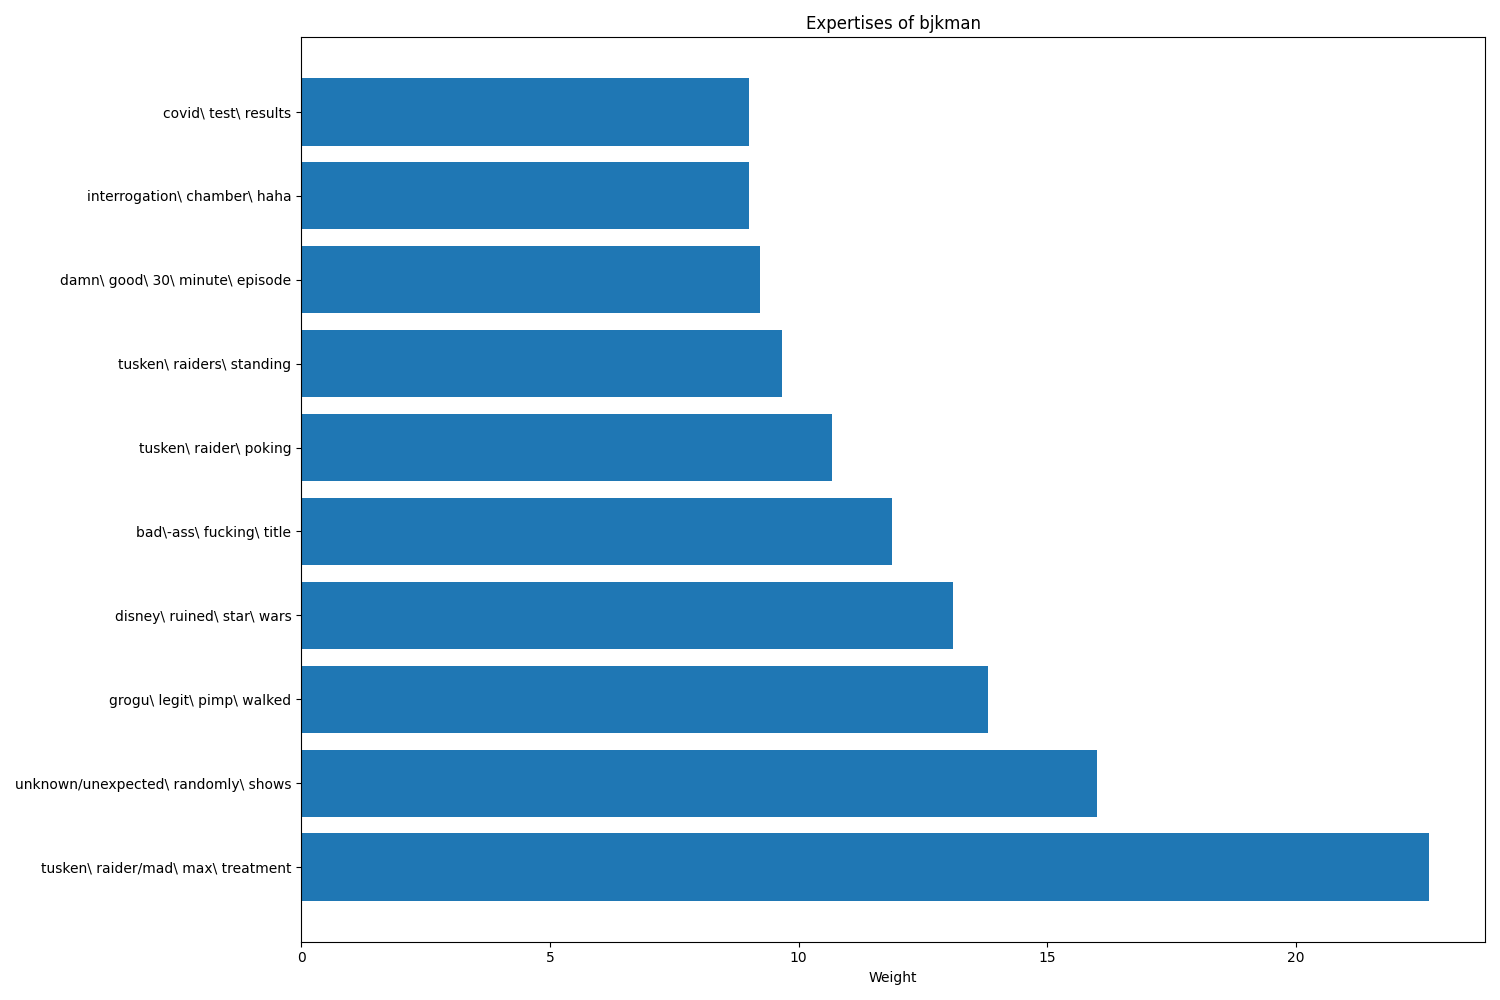 Expertises of bjkman
covid\ test\ results
interrogation\ chamber\ haha
damn\ good\ 30\ minute\ episode
tusken\ raiders\ standing
tusken\ raider\ poking
bad\-ass\ fucking\ title
disney\ ruined\ star\ wars
grogu\ legit\ pimp\ walked
unknown/unexpected\ randomly\ shows
tusken\ raider/mad\ max\ treatment
0 5 10 15 20
Weight